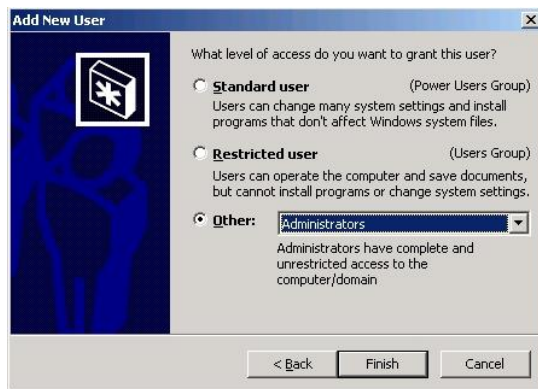 Add New User
What level of access do you want to grant this user?
Standard user (Power Users Group)
Users can change many system settings and install
programs that don't affect Windows system files.
Restricted user (Users Group)
Users can operate the computer and save documents,
but cannot install programs or change system settings.
Other: Administrators
Administrators have complete and
unrestricted access to the
computer/domain
< Back Finish Cancel